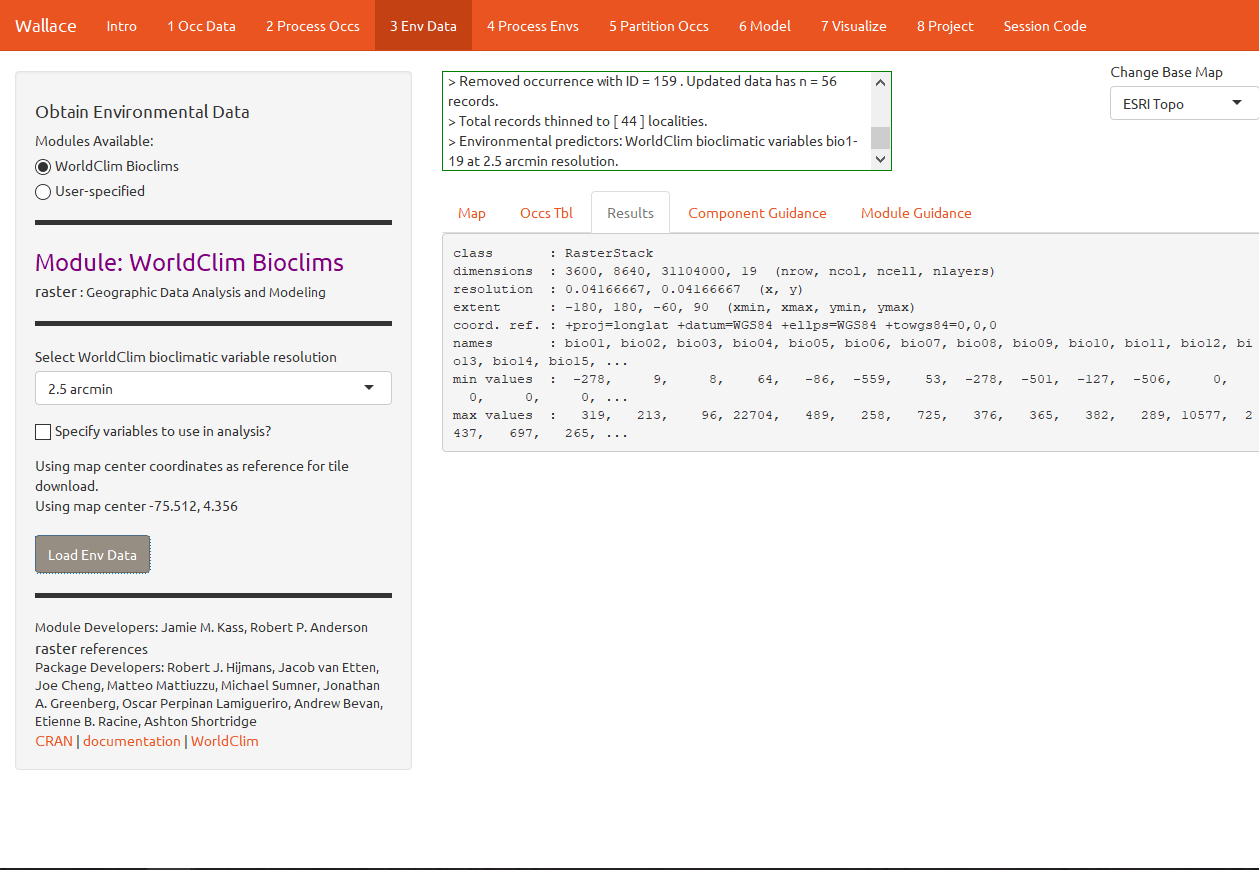 Wallace Intro 1 Occ Data 2 Process Occs 3 Env Data 4 Process Envs 5 Partition Occs 6 Model 7 Visualize 8 Project Session Code
Obtain Environmental Data
Modules Available:
WorldClim Bioclims
User-specified
Module: WorldClim Bioclims
raster : Geographic Data Analysis and Modeling
Select WorldClim bioclimatic variable resolution
2.5 arcmin
Specify variables to use in analysis?
Using map center coordinates as reference for tile
download.
Using map center -75.512, 4.356
Load Env Data
Module Developers: Jamie M. Kass, Robert P. Anderson
raster references
Package Developers: Robert J. Hijmans, Jacob van Etten,
Joe Cheng, Matteo Mattiuzzu, Michael Sumner, Jonathan
A. Greenberg, Oscar Perpinan Lamigueriro, Andrew Bevan,
Etienne B. Racine, Ashton Shortridge
CRAN | documentation | WorldClim
> Removed occurrence with ID = 159 . Updated data has n = 56
records.
> Total records thinned to [ 44 ] localities.
> Environmental predictors: WorldClim bioclimatic variables bio1-
19 at 2.5 arcmin resolution.
Change Base Map
ESRI Topo
Map Occs Tbl Results Component Guidance Module Guidance
class : RasterStack
dimensions : 3600, 8640, 31104000, 19 (nrow, ncol, ncell, nlayers)
resolution : 0.04166667, 0.04166667 (x, y)
extent : -180, 180, -60, 90 (xmin, xmax, ymin, ymax)
coord. ref. : +proj=longlat +datum=WGS84 +ellps=WGS84 +towgs84=0,0,0
names : bio01, bio02, bio03, bio04, bio05, bio06, bio07, bio08, bio09, bio10, bio11, bio12, bi
o13, bio14, bio15, ...
min values : -278, 9, 8, 64, -86, -559, 53, -278, -501, -127, -506, 0,
0, 0, 0, ...
max values : 319, 213, 96, 22704, 489, 258, 725, 376, 365, 382, 289, 10577, 2
437, 697, 265, ...